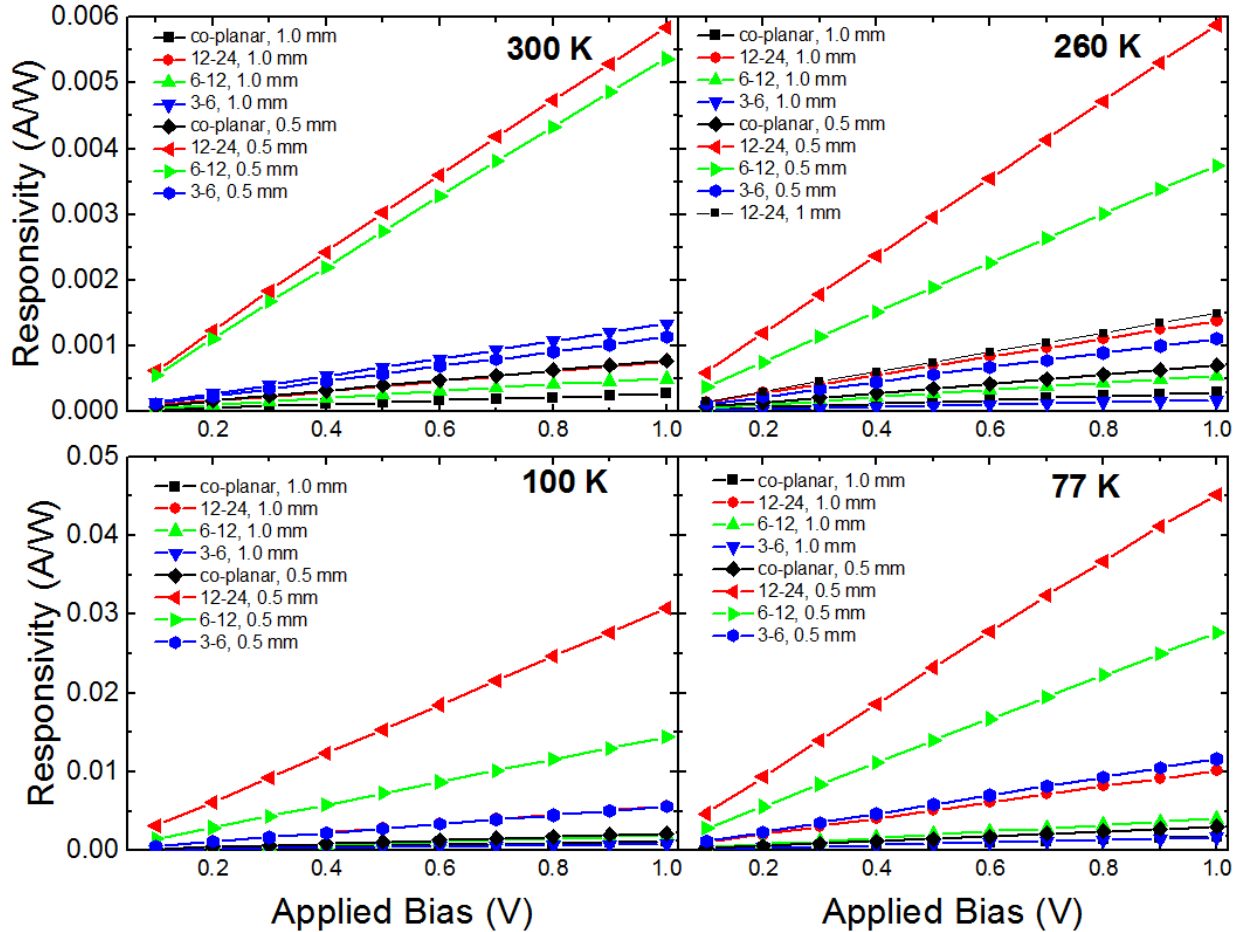 0.006
0.005
0.004
0.003
0.002
0.001
0.000
Responsivity (A/W)
300 K
co-planar, 1.0 mm
12-24, 1.0 mm
6-12, 1.0 mm
3-6, 1.0 mm
co-planar, 0.5 mm
12-24, 0.5 mm
6-12, 0.5 mm
3-6, 0.5 mm
0.2 0.4 0.6 0.8 1.0
260 K
co-planar, 1.0 mm
12-24, 1.0 mm
6-12, 1.0 mm
3-6, 1.0 mm
co-planar, 0.5 mm
12-24, 0.5 mm
6-12, 0.5 mm
3-6, 0.5 mm
12-24, 1 mm
0.2 0.4 0.6 0.8 1.0
0.05
0.04
0.03
0.02
0.01
0.00
Responsivity (A/W)
100 K
co-planar, 1.0 mm
12-24, 1.0 mm
6-12, 1.0 mm
3-6, 1.0 mm
co-planar, 0.5 mm
12-24, 0.5 mm
6-12, 0.5 mm
3-6, 0.5 mm
0.2 0.4 0.6 0.8 1.0
Applied Bias (V)
77 K
co-planar, 1.0 mm
12-24, 1.0 mm
6-12, 1.0 mm
3-6, 1.0 mm
co-planar, 0.5 mm
12-24, 0.5 mm
6-12, 0.5 mm
3-6, 0.5 mm
0.2 0.4 0.6 0.8 1.0
Applied Bias (V)